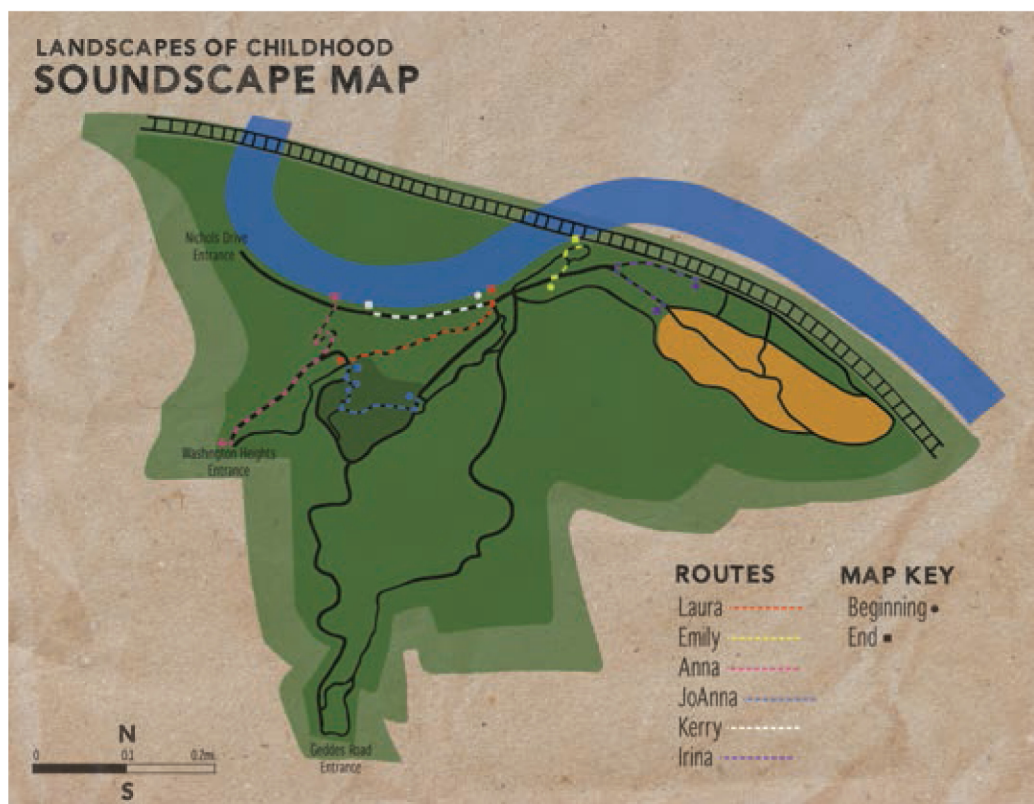 LANDSCAPES OF CHILDHOOD
SOUNDSCAPE MAP
Nichols Drive
Entrance
Washington Heights
Entrance
Geddes Road
Entrance
ROUTES
Laura
Emily
Anna
JoAnna
Kerry
Irina
MAP KEY
Beginning
End
N
0 0.1 0.2mi
S